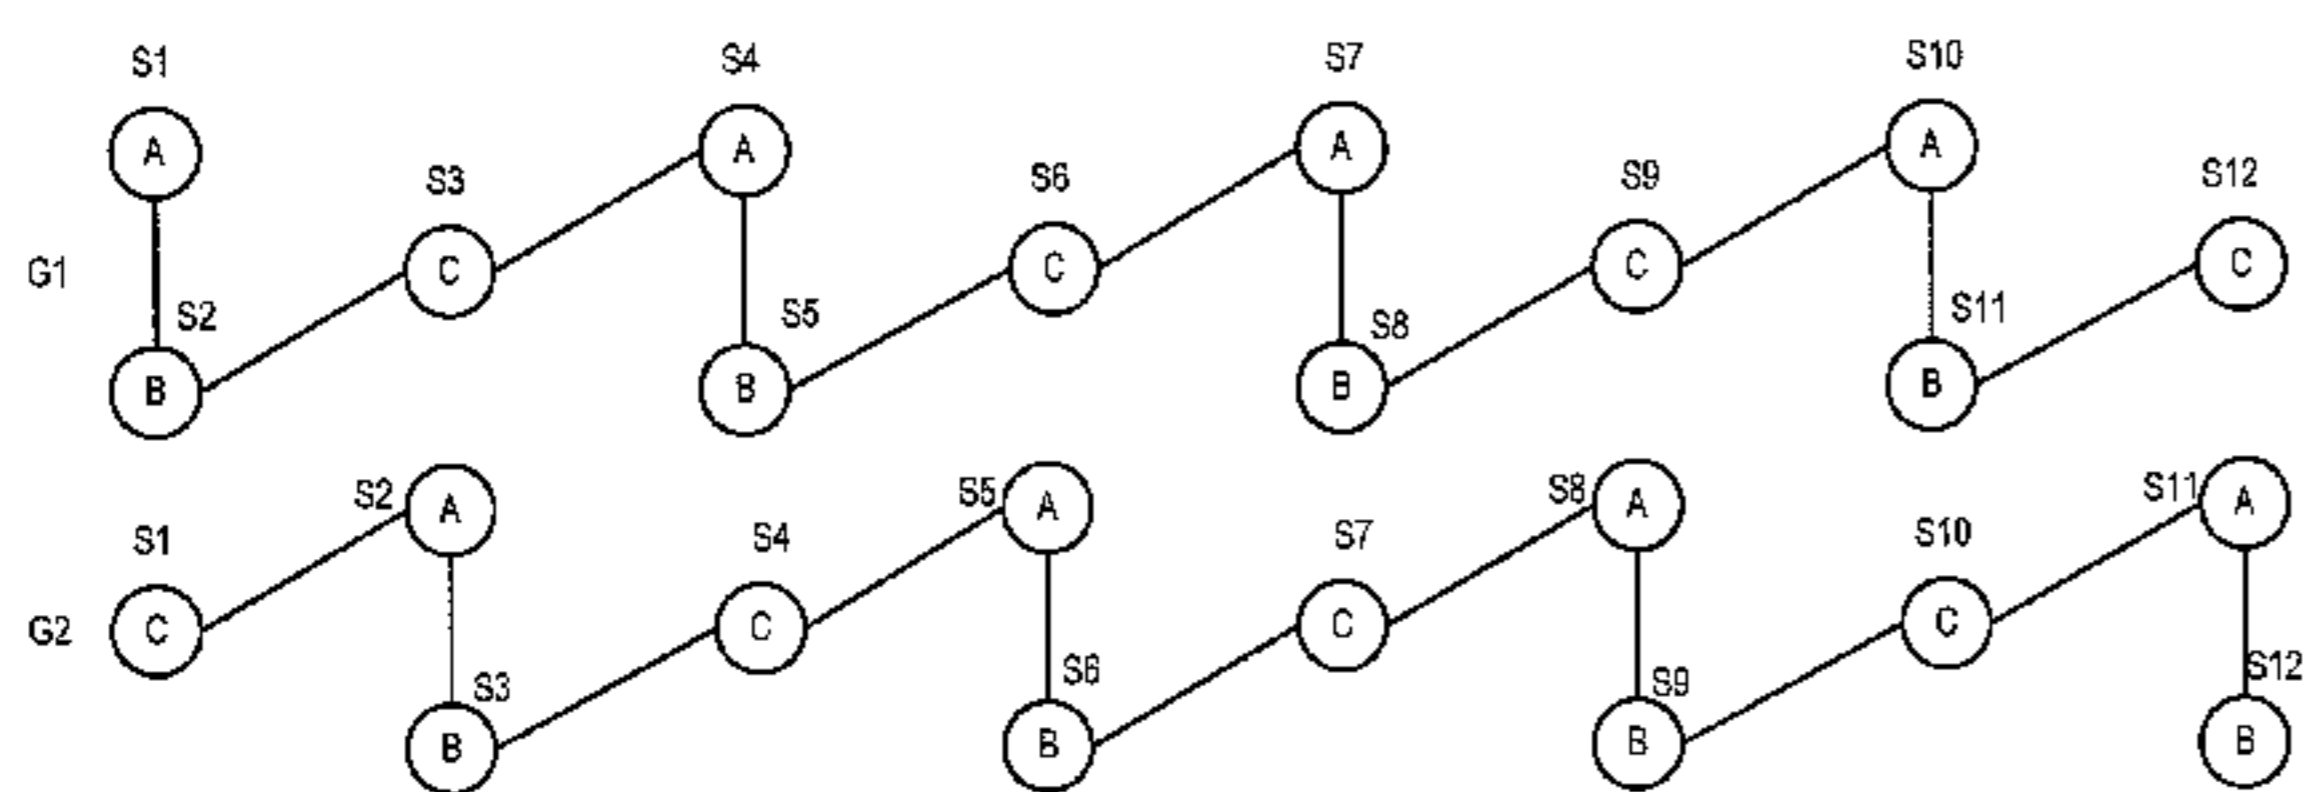 S1 S4 S7 S10
A A A A
S3 S6 S9 S12
G1 C C C C
S2 S5 S8 S11
B B B B
S2 A S5 A S8 A S11 A
S1 S4 S7 S10
G2 C C C C
S3 S6 S9 S12
B B B B